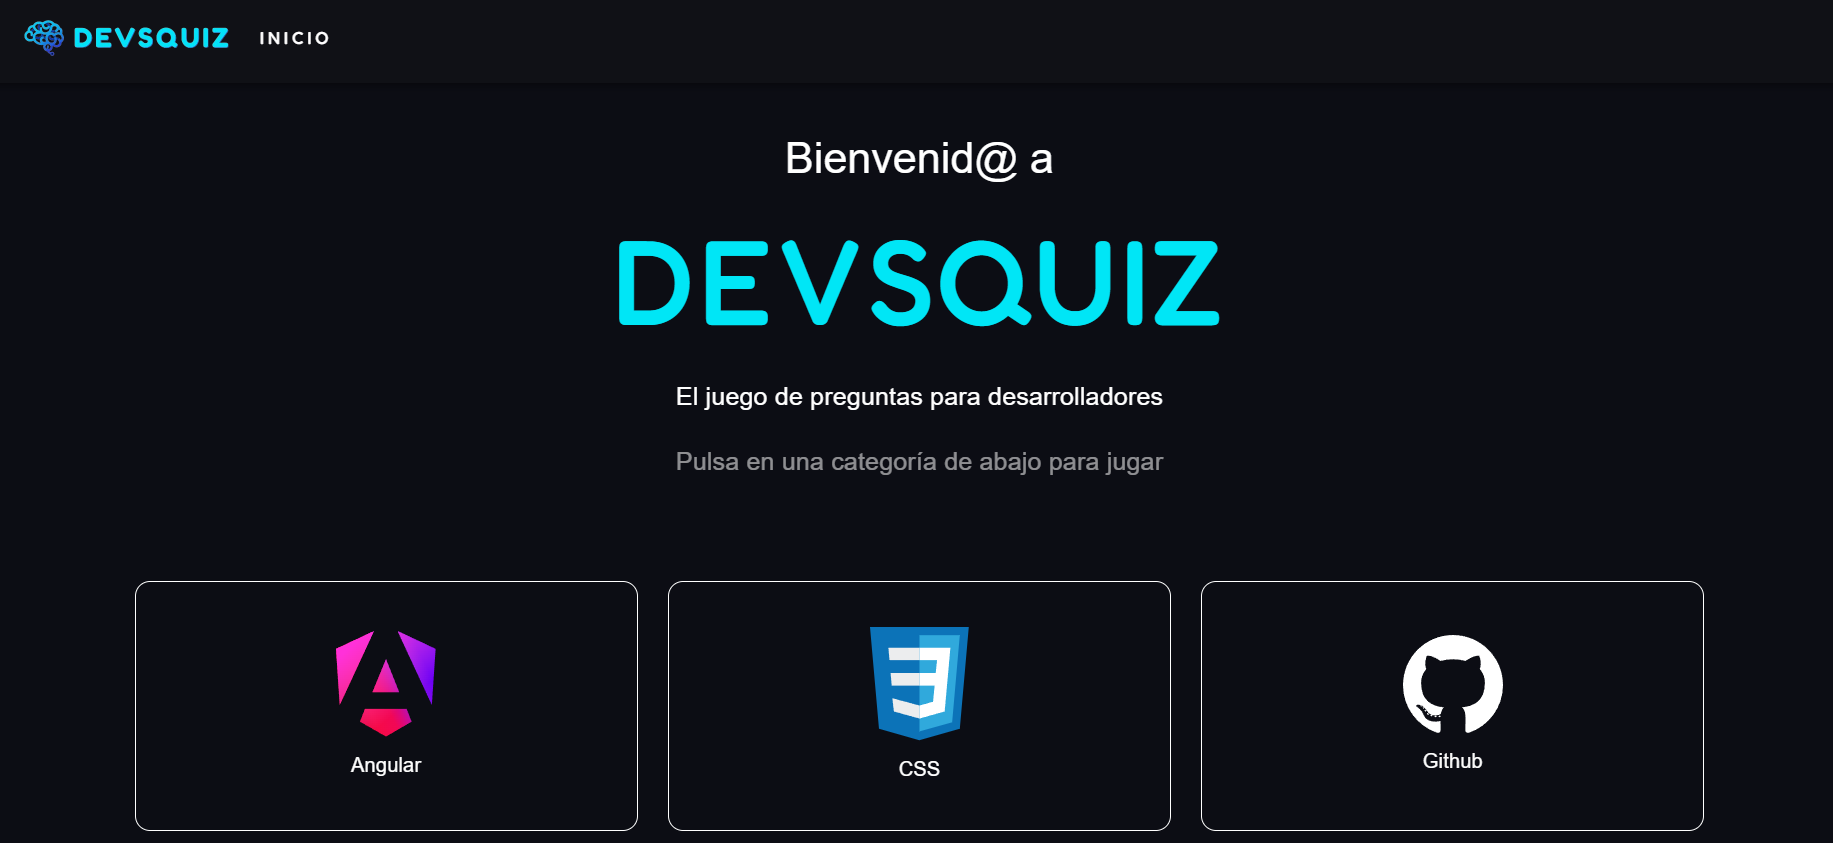 DEVSQUIZ INICIO
Bienvenid@ a
DEVSQUIZ
El juego de preguntas para desarrolladores
Pulsa en una categoría de abajo para jugar
Angular
CSS
Github